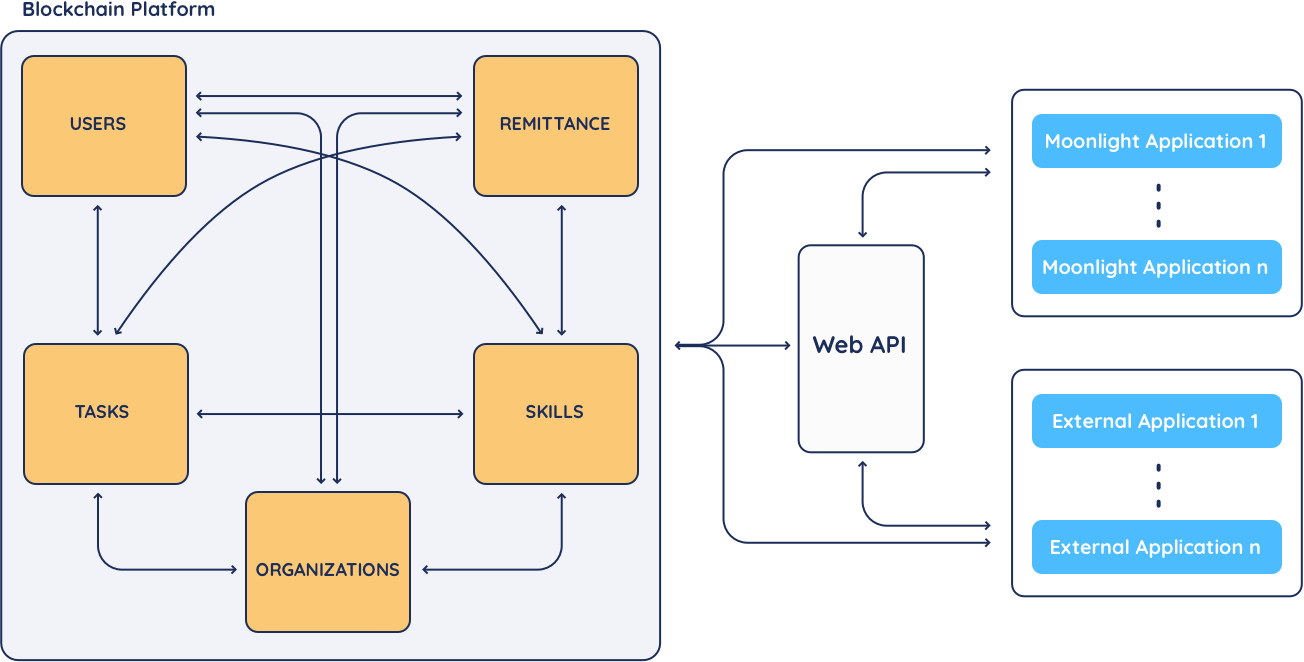 Blockchain Platform
USERS
REMITTANCE
TASKS
SKILLS
ORGANIZATIONS
Web API
Moonlight Application 1
Moonlight Application n
External Application 1
External Application n